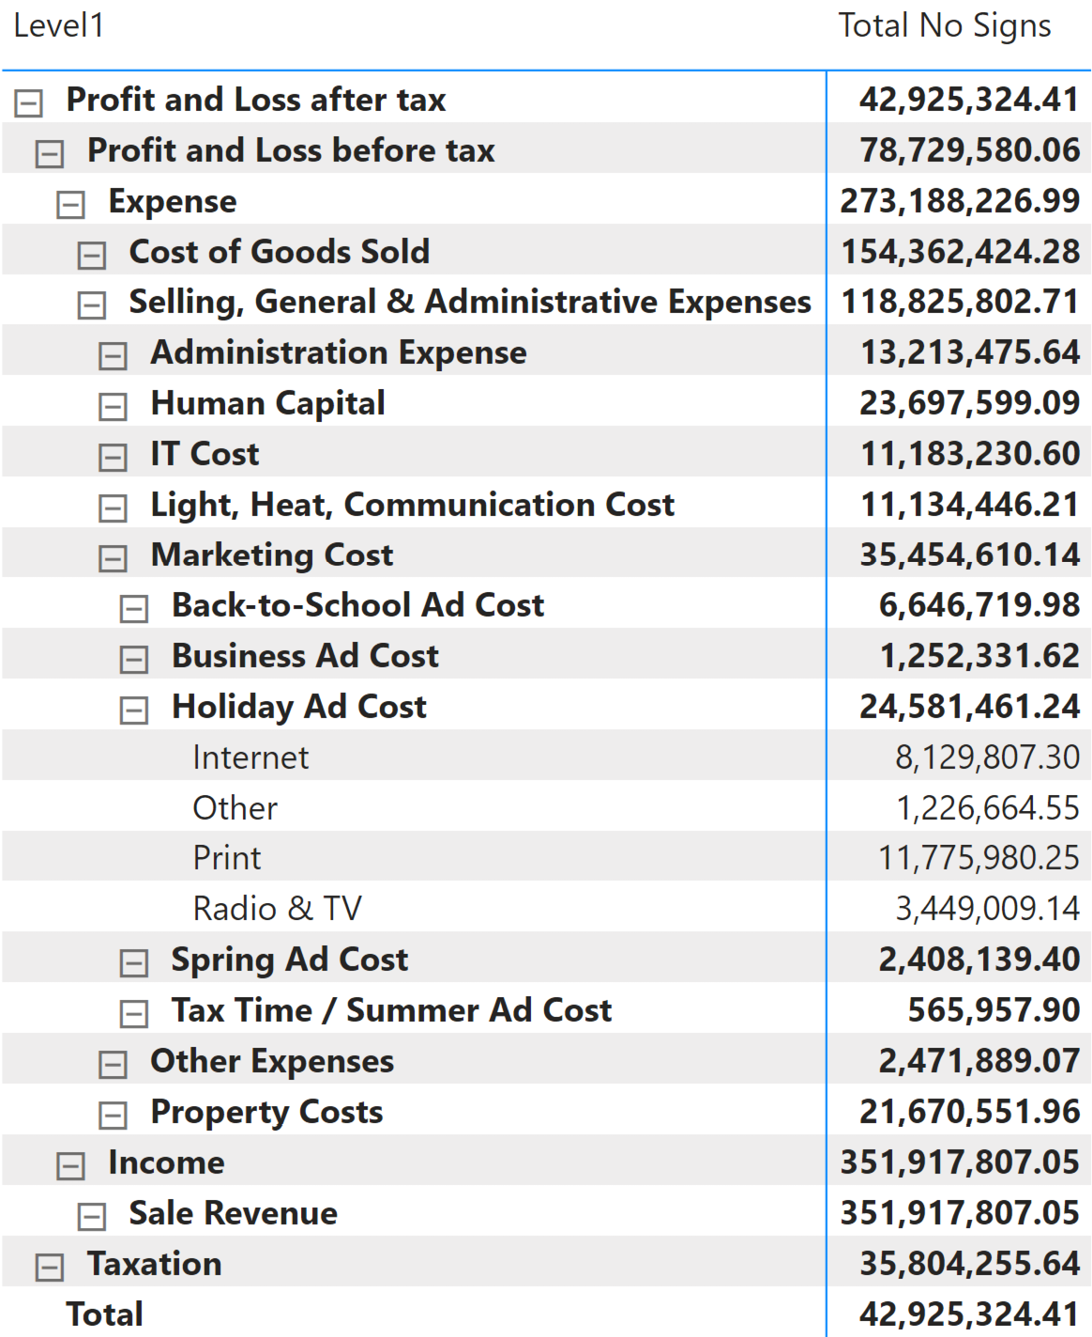 Level1 Total No Signs
Profit and Loss after tax 42,925,324.41
Profit and Loss before tax 78,729,580.06
Expense 273,188,226.99
Cost of Goods Sold 154,362,424.28
Selling, General & Administrative Expenses 118,825,802.71
Administration Expense 13,213,475.64
Human Capital 23,697,599.09
IT Cost 11,183,230.60
Light, Heat, Communication Cost 11,134,446.21
Marketing Cost 35,454,610.14
Back-to-School Ad Cost 6,646,719.98
Business Ad Cost 1,252,331.62
Holiday Ad Cost 24,581,461.24
Internet 8,129,807.30
Other 1,226,664.55
Print 11,775,980.25
Radio & TV 3,449,009.14
Spring Ad Cost 2,408,139.40
Tax Time / Summer Ad Cost 565,957.90
Other Expenses 2,471,889.07
Property Costs 21,670,551.96
Income 351,917,807.05
Sale Revenue 351,917,807.05
Taxation 35,804,255.64
Total 42,925,324.41